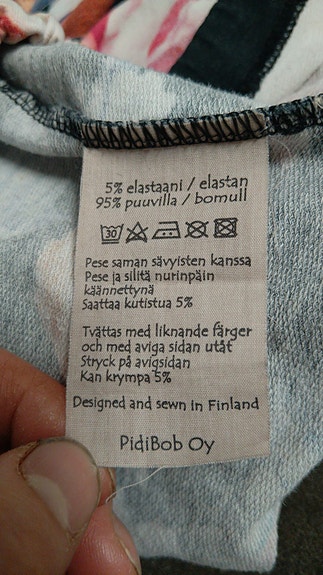 5% elastaani / elastan
95% puuvilla / bomull
30
Pese saman sävyisten kanssa
Pese ja silitä nurinpäin
käännettynä
Saattaa kutistua 5%
Tvättas med liknande färger
och med aviga sidan utåt
Stryck på avigsidan
Kan krympa 5%
Designed and sewn in Finland
PidiBob Oy